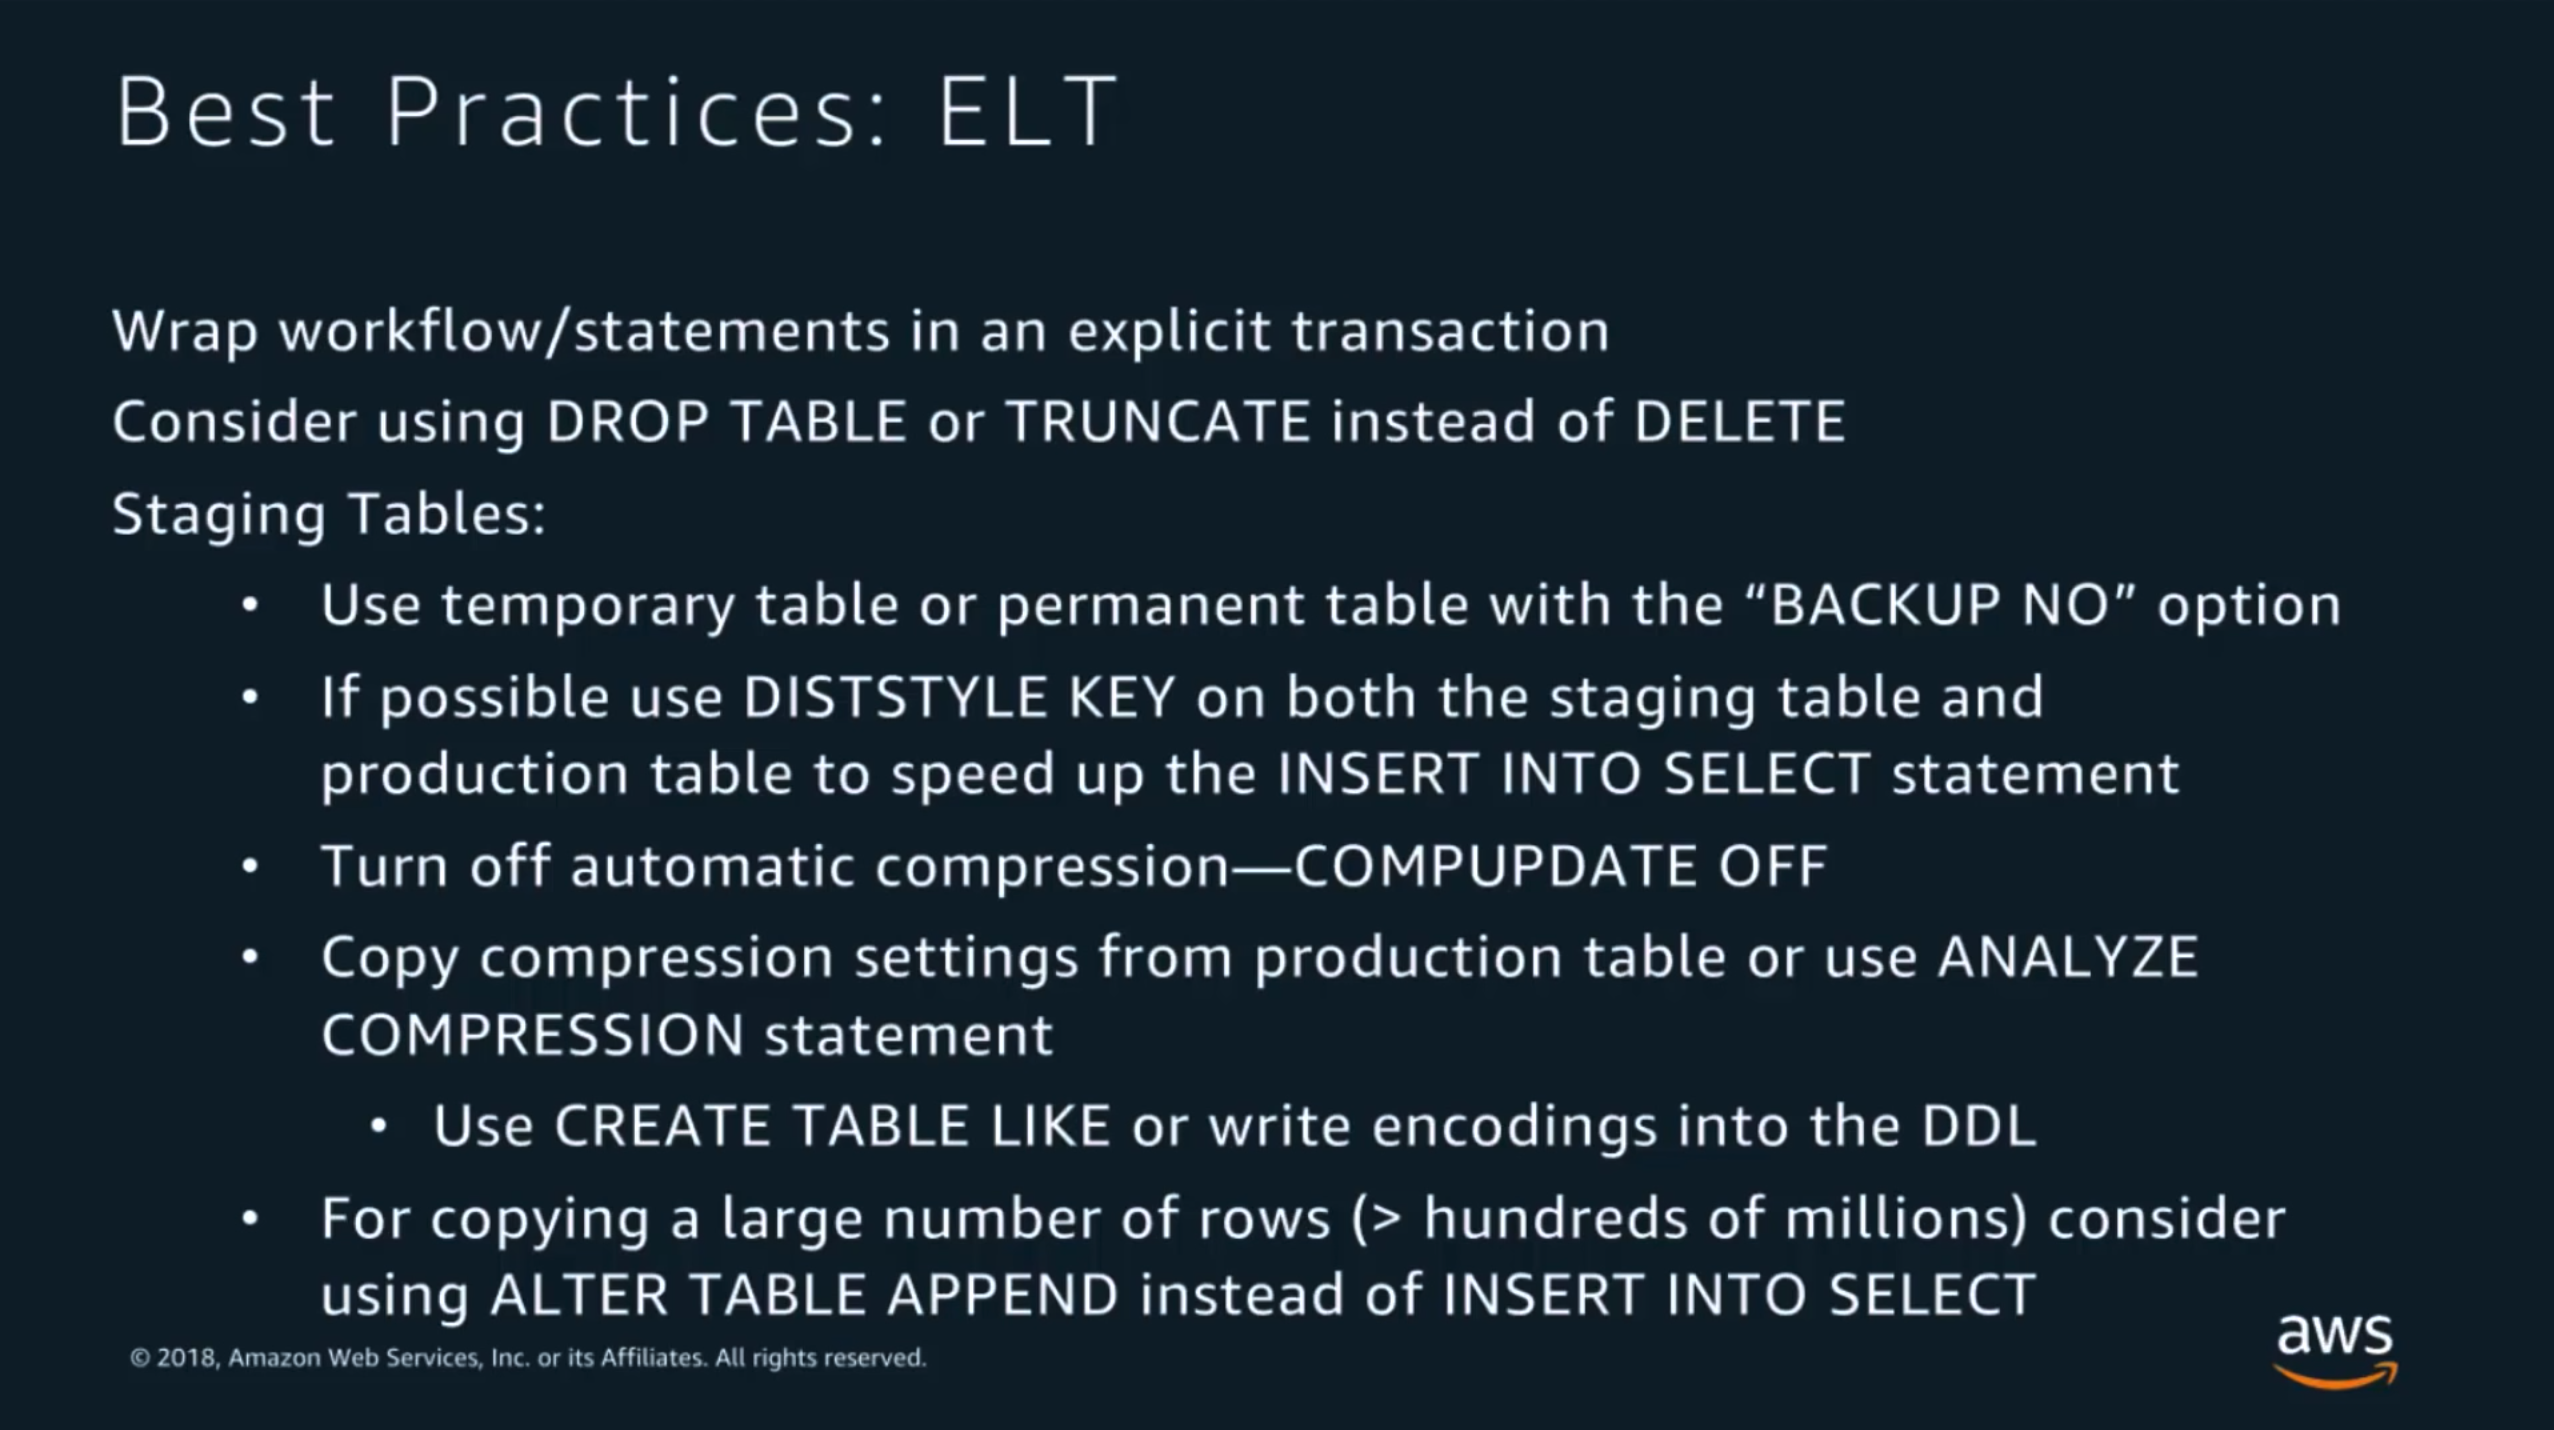 Best Practices: ELT
Wrap workflow/statements in an explicit transaction
Consider using DROP TABLE or TRUNCATE instead of DELETE
Staging Tables:
• Use temporary table or permanent table with the “BACKUP NO” option
• If possible use DISTSTYLE KEY on both the staging table and
production table to speed up the INSERT INTO SELECT statement
• Turn off automatic compression—COMPUPDATE OFF
• Copy compression settings from production table or use ANALYZE
COMPRESSION statement
• Use CREATE TABLE LIKE or write encodings into the DDL
• For copying a large number of rows (> hundreds of millions) consider
using ALTER TABLE APPEND instead of INSERT INTO SELECT
© 2018, Amazon Web Services, Inc. or its Affiliates. All rights reserved.
aws